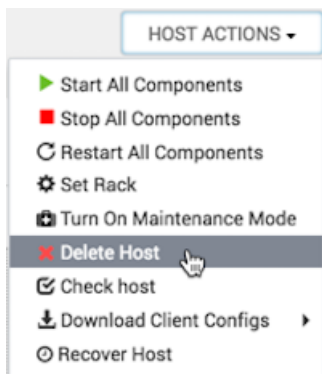 HOST ACTIONS
Start All Components
Stop All Components
Restart All Components
Set Rack
Turn On Maintenance Mode
Delete Host
Check host
Download Client Configs
Recover Host